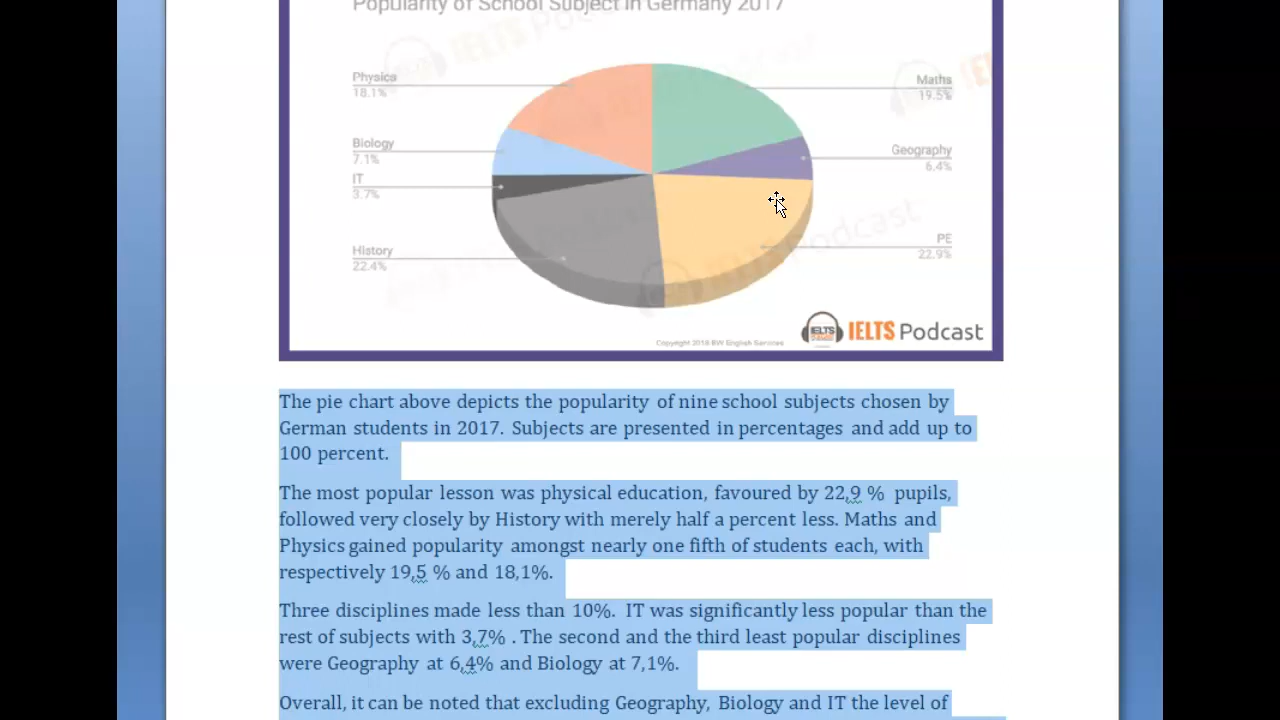 Popularity of School Subject in Germany 2017
Physics
18.1%
Maths
19.5%
Biology
7.1%
Geography
6.4%
IT
3.7%
History
22.4%
PE
22.9%
IELTS Podcast
Copyright 2018 BW English Services
The pie chart above depicts the popularity of nine school subjects chosen by
German students in 2017. Subjects are presented in percentages and add up to
100 percent.
The most popular lesson was physical education, favoured by 22,9 % pupils,
followed very closely by History with merely half a percent less. Maths and
Physics gained popularity amongst nearly one fifth of students each, with
respectively 19,5 % and 18,1%.
Three disciplines made less than 10%. IT was significantly less popular than the
rest of subjects with 3,7% . The second and the third least popular disciplines
were Geography at 6,4% and Biology at 7,1%.
Overall, it can be noted that excluding Geography, Biology and IT the level of